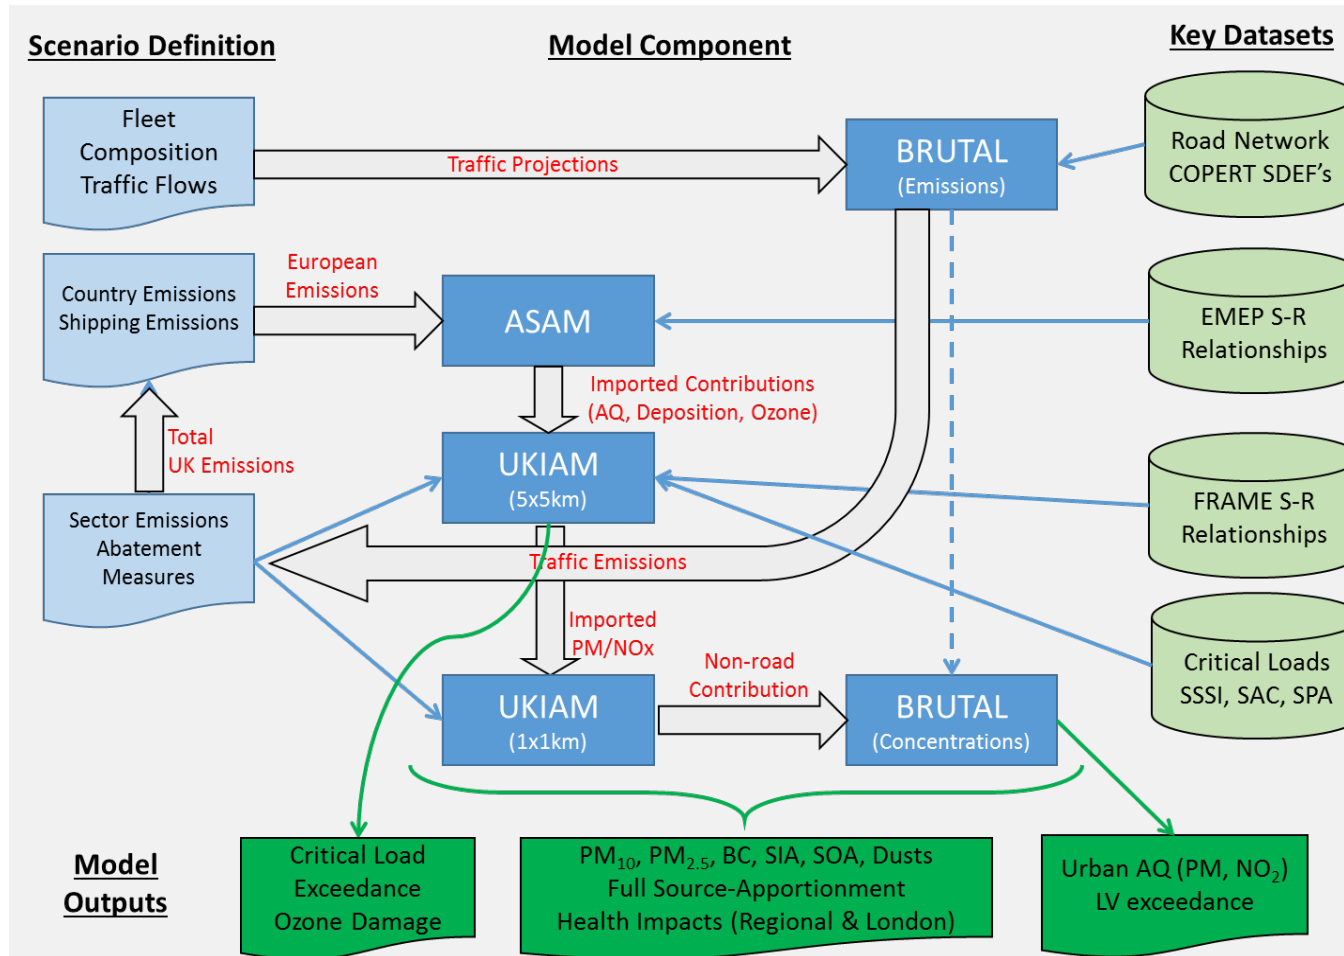 Scenario Definition
Model Component
Key Datasets
Fleet
Composition
Traffic Flows
Traffic Projections
BRUTAL
(Emissions)
Road Network
COPERT SDEF's
Country Emissions
Shipping Emissions
European
Emissions
ASAM
EMEP S-R
Relationships
Imported Contributions
(AQ, Deposition, Ozone)
Total
UK Emissions
UKIAM
(5x5km)
FRAME S-R
Relationships
Sector Emissions
Abatement
Measures
Traffic Emissions
Imported
PM/NOx
Non-road
Contribution
Critical Loads
SSSI, SAC, SPA
UKIAM
(1x1km)
BRUTAL
(Concentrations)
Model
Outputs
Critical Load
Exceedance
Ozone Damage
PM10, PM2.5, BC, SIA, SOA, Dusts
Full Source-Apportionment
Health Impacts (Regional & London)
Urban AQ (PM, NO2)
LV exceedance